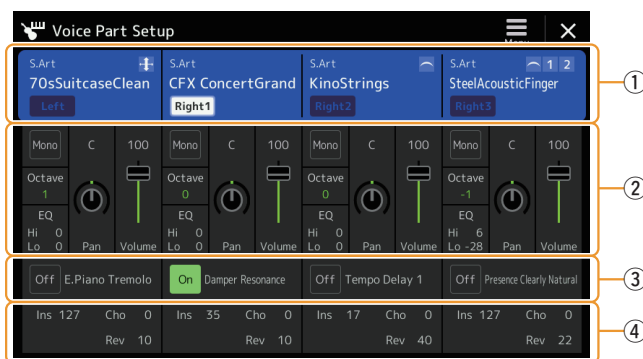 Voice Part Setup
Menu
S.Art S.Art S.Art S.Art 1 2
70sSuitcaseClean CFX ConcertGrand KinoStrings SteelAcousticFinger
Left Right1 Right2 Right3
1
Mono C 100 Mono C 100 Mono C 100 Mono C 100
Octave Octave Octave Octave
1 0 0 -1
2
EQ EQ EQ EQ
Hi 0 Hi 0 Hi 0 Hi 6
Lo 0 Pan Volume Lo 0 Pan Volume Lo 0 Pan Volume Lo -28 Pan Volume
Off E.Piano Tremolo On Damper Resonance Off Tempo Delay 1 Off Presence Clearly Natural
3
Ins 127 Cho 0 Ins 35 Cho 0 Ins 17 Cho 0 Ins 127 Cho 0
4
Rev 10 Rev 10 Rev 40 Rev 22